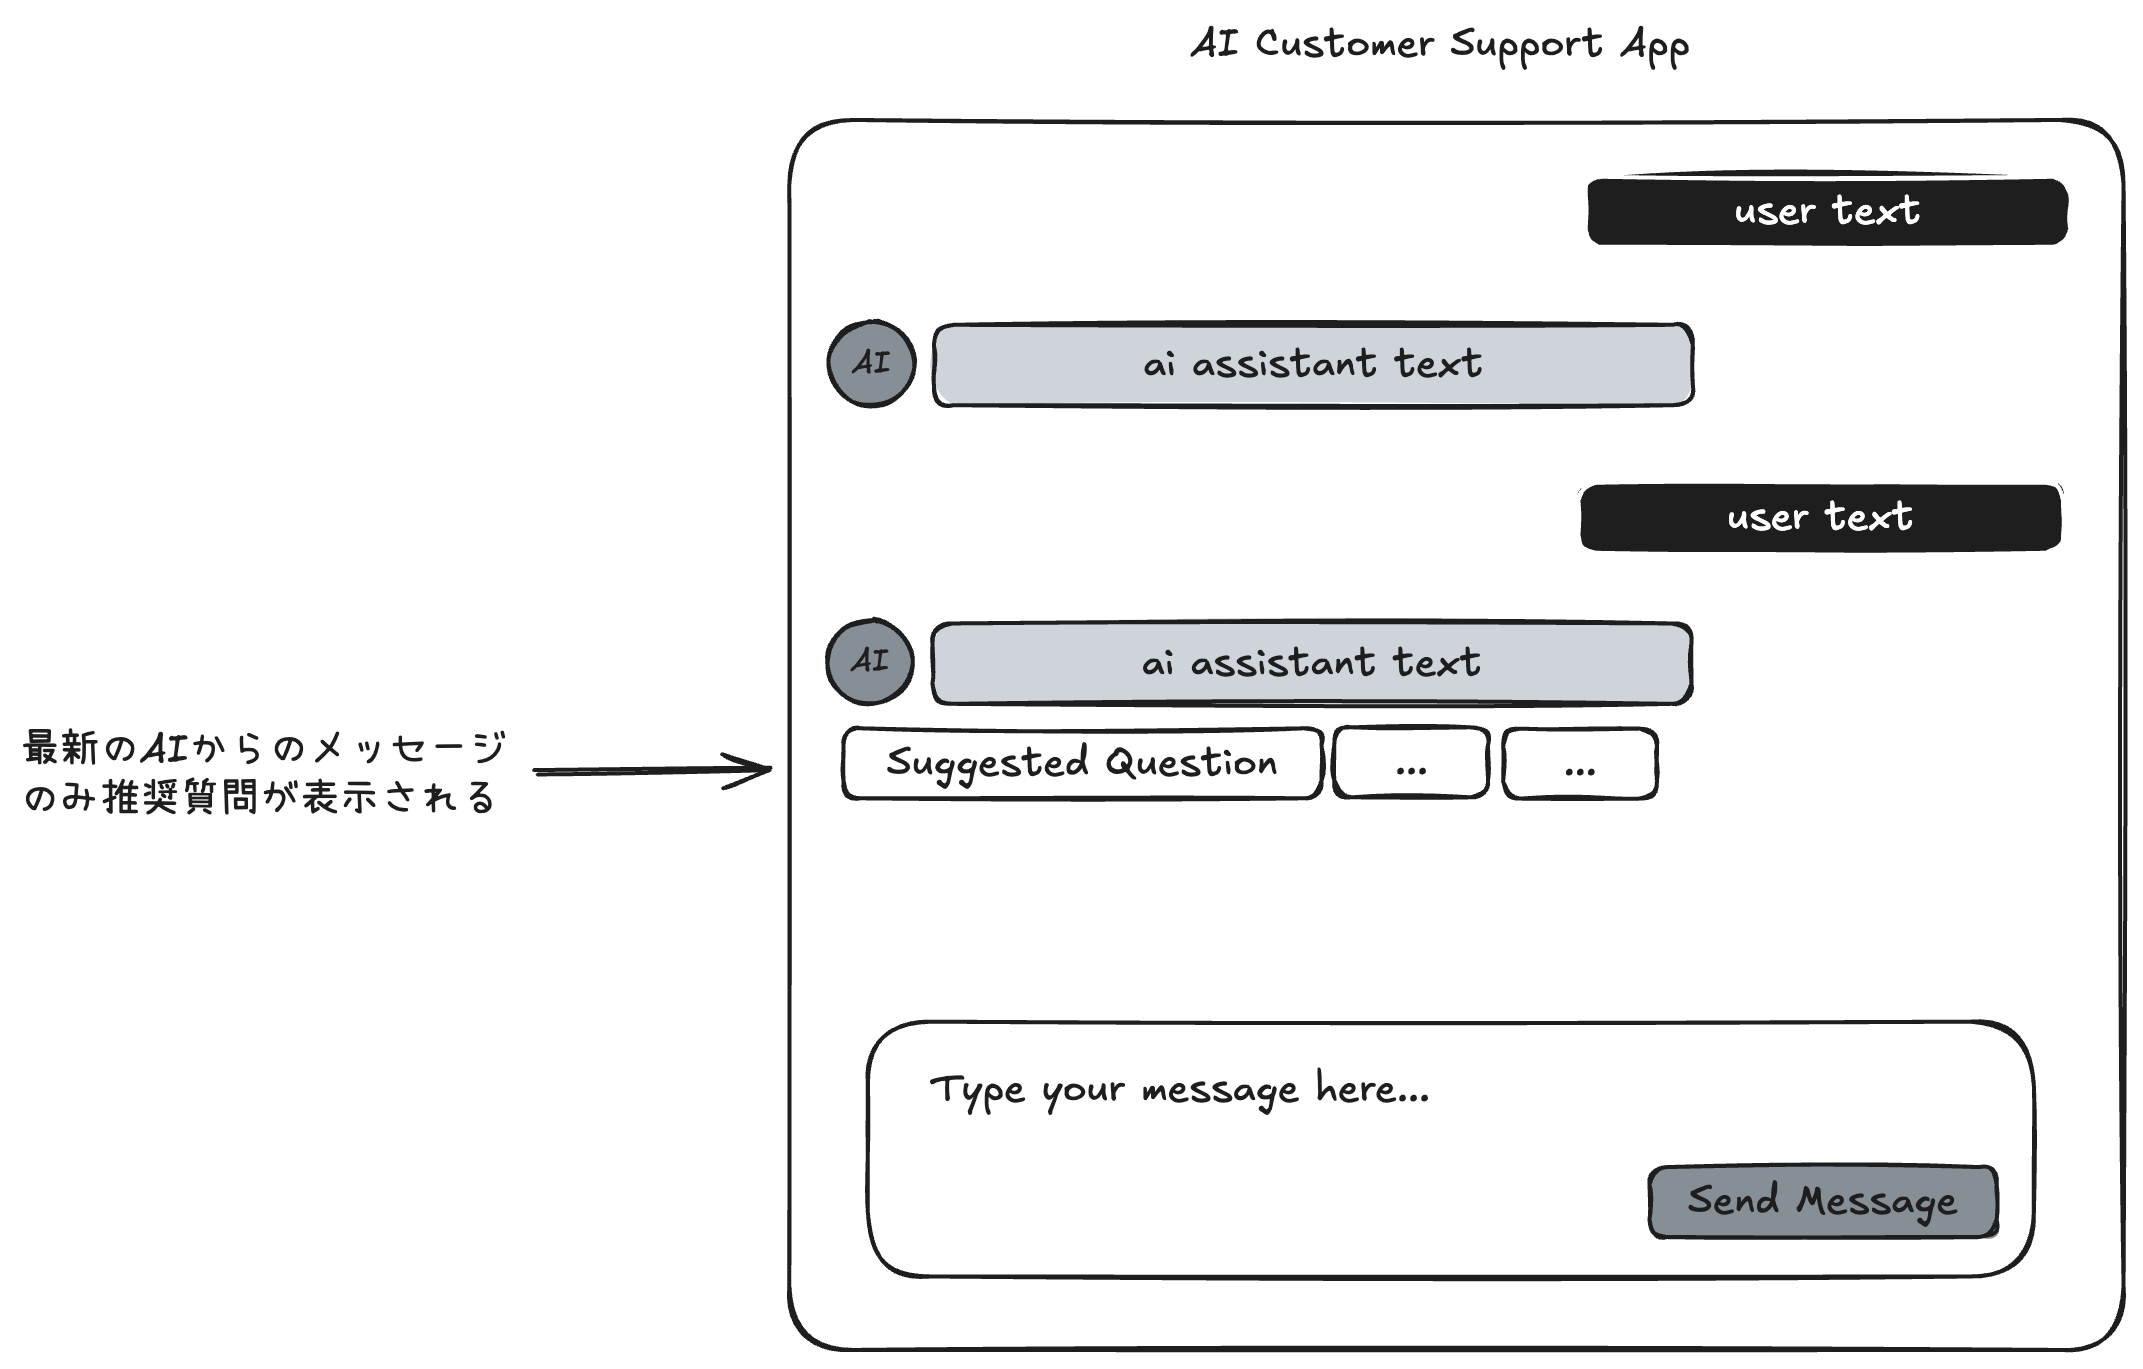 AI Customer Support App
user text
AI
ai assistant text
user text
AI
ai assistant text
最新のAIからのメッセージ
のみ推奨質問が表示される
Suggested Question
...
...
Type your message here...
Send Message